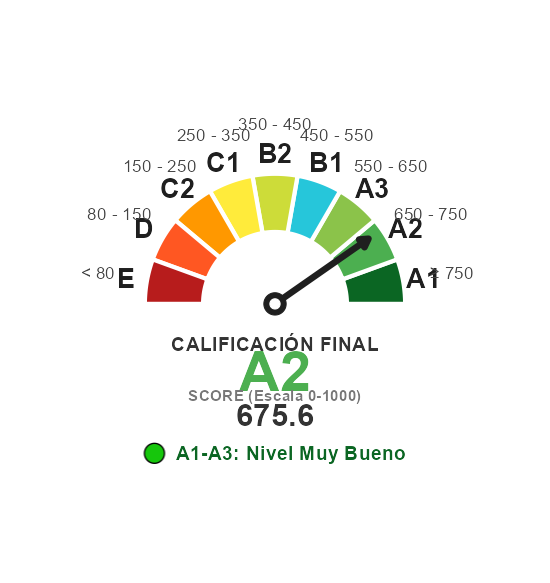 350 - 450
250 - 350
450 - 550
B2
C1
B1
150 - 250
550 - 650
C2
A3
80 - 150
650 - 750
D
A2
< 80
E
A1
≥ 750
CALIFICACIÓN FINAL
A2
SCORE (Escala 0-1000)
675.6
A1-A3: Nivel Muy Bueno